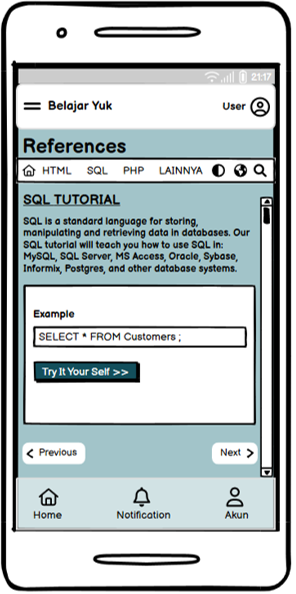 21:17
Belajar Yuk
User
References
HTML SQL PHP LAINNYA
SQL TUTORIAL
SQL is a standard language for storing,
manipulating and retrieving data in databases. Our
SQL tutorial will teach you how to use SQL in:
MySQL, SQL Server, MS Access, Oracle, Sybase,
Informix, Postgres, and other database systems.
Example
SELECT * FROM Customers ;
Try It Your Self >>
< Previous
Next >
Home
Notification
Akun